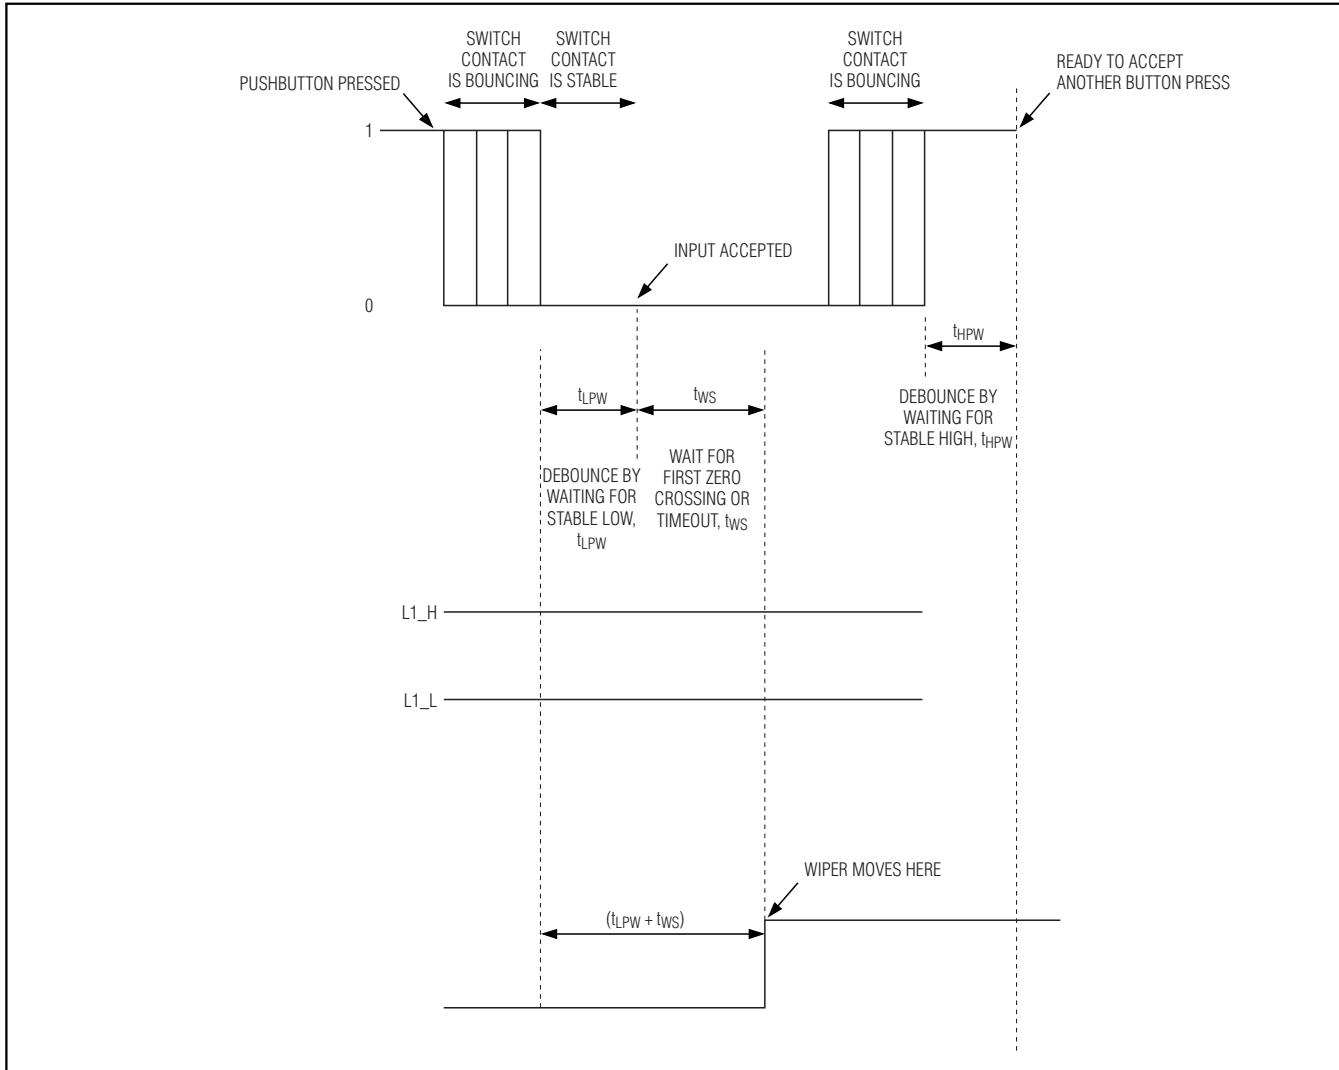 SWITCH
CONTACT
IS BOUNCING
SWITCH
CONTACT
IS STABLE
SWITCH
CONTACT
IS BOUNCING
READY TO ACCEPT
ANOTHER BUTTON PRESS
PUSHBUTTON PRESSED
1
INPUT ACCEPTED
0
tHPW
tLPW
tWS
DEBOUNCE BY
WAITING FOR
STABLE HIGH, tHPW
DEBOUNCE BY
WAITING FOR
STABLE LOW,
tLPW
WAIT FOR
FIRST ZERO
CROSSING OR
TIMEOUT, tWS
L1_H
L1_L
WIPER MOVES HERE
(tLPW + tWS)